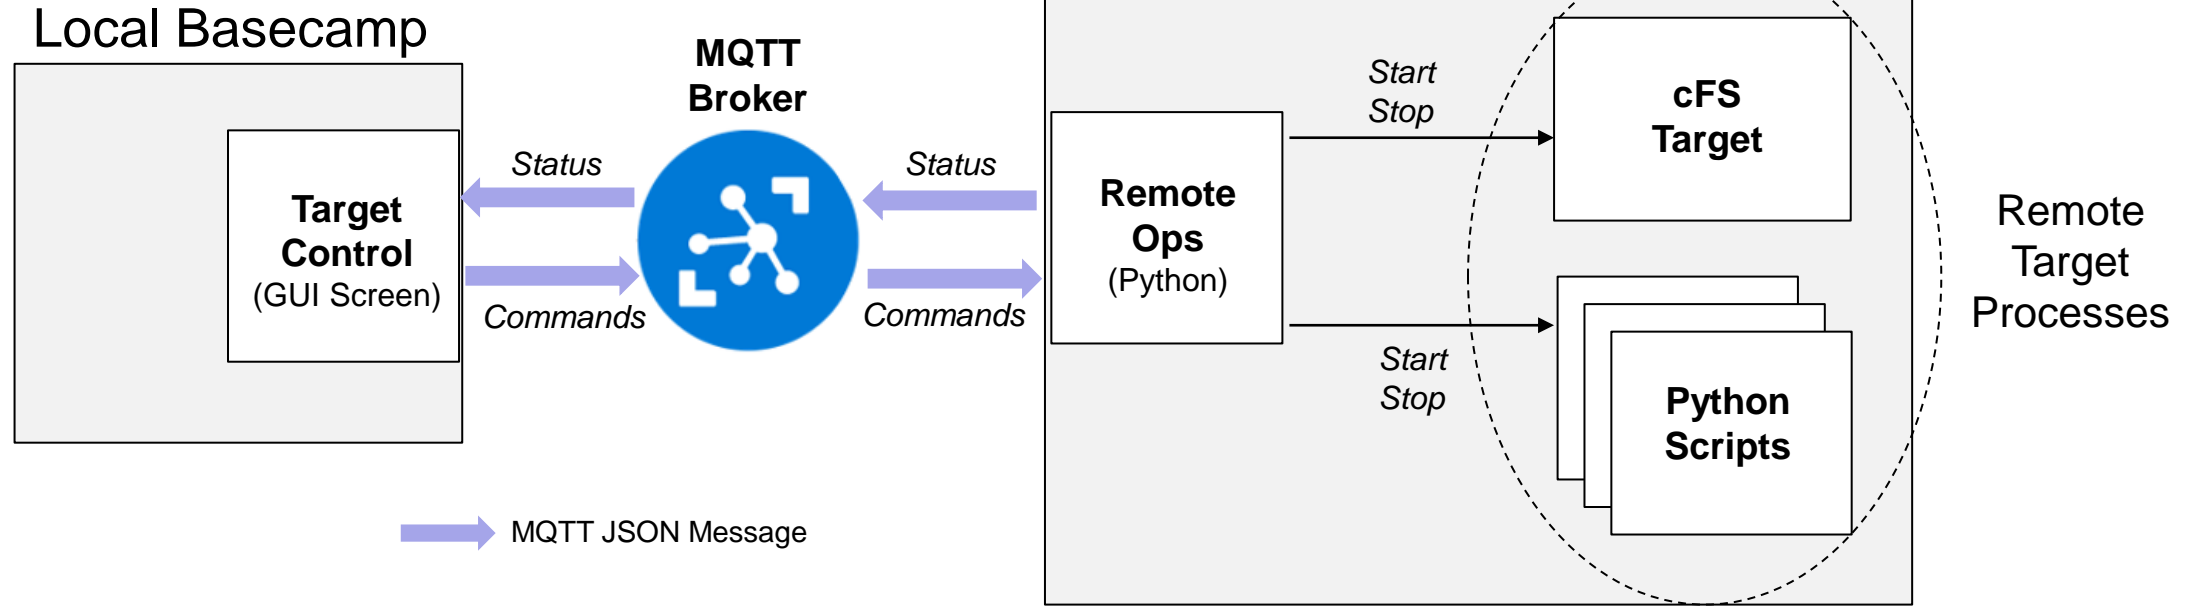 Local Basecamp
MQTT
Broker
Target
Control
(GUI Screen)
Status
Commands
Status
Commands
Remote
Ops
(Python)
Start
Stop
Start
Stop
cFS
Target
Python
Scripts
Remote
Target
Processes
MQTT JSON Message